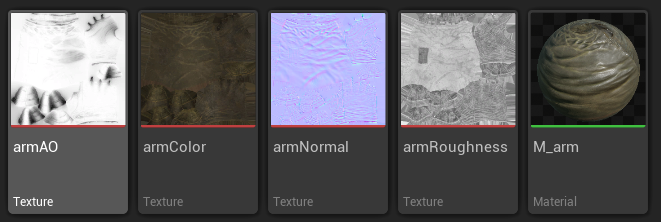 armAO
armColor
armNormal
armRoughness
M_arm
Texture
Texture
Texture
Texture
Material